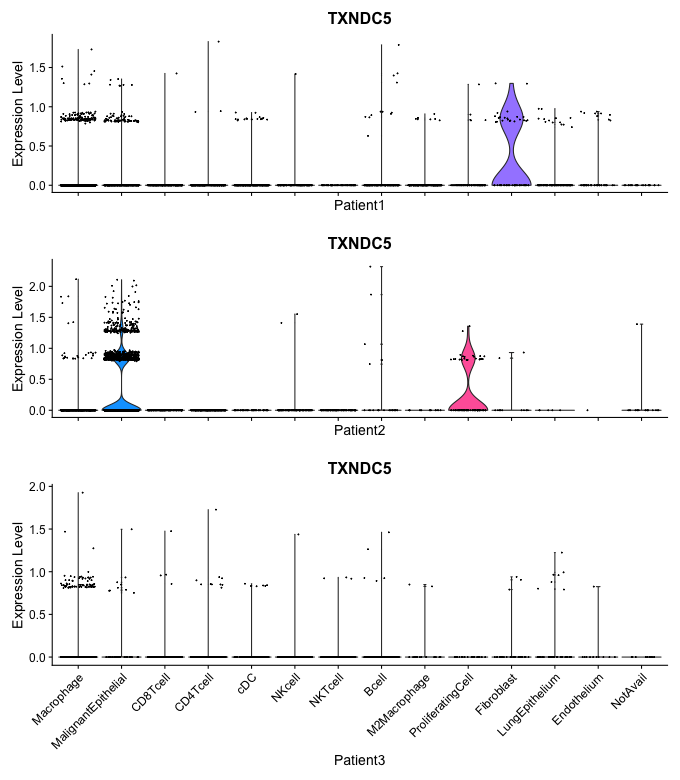 TXNDC5
Expression Level
1.5
1.0
0.5
0.0
Patient1
TXNDC5
Expression Level
2.0
1.5
1.0
0.5
0.0
Patient2
TXNDC5
Expression Level
2.0
1.5
1.0
0.5
0.0
Macrophage
MalignantEpithelial
CD8Tcell
CD4Tcell
cDC
NKcell
NKTcell
Bcell
M2Macrophage
ProliferatingCell
Fibroblast
LungEpithelium
Endothelium
NotAvail
Patient3